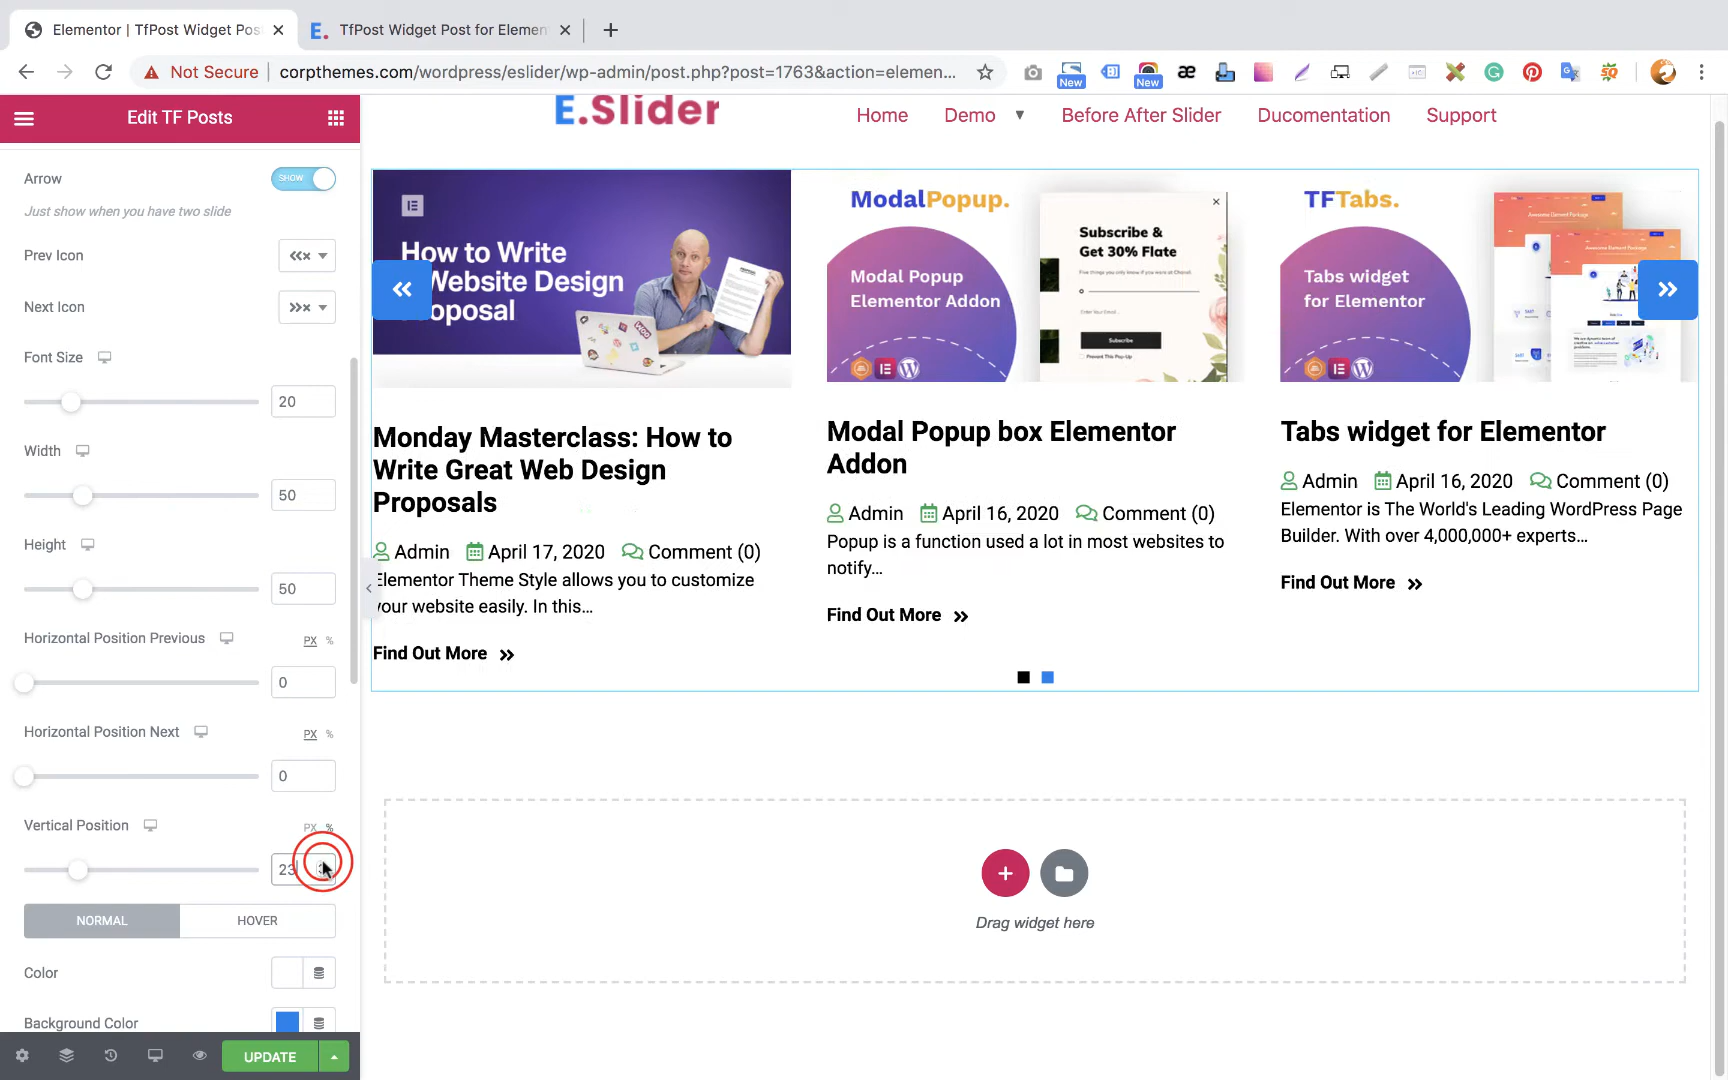 Elementor | TfPost Widget Pos
TfPost Widget Post for Elemen
Not Secure
corpthemes.com/wordpress/eslider/wp-admin/post.php?post=1763&action=elemen...
New
New
Edit TF Posts
E.Slider
Home
Demo
Before After Slider
Ducomentation
Support
Arrow
SHOW
Just show when you have two slide
Prev Icon
Next Icon
Font Size
20
Width
50
Height
50
Horizontal Position Previous
PX %
0
Horizontal Position Next
PX %
0
Vertical Position
PX %
23
NORMAL
HOVER
Color
Background Color
UPDATE
How to Write
Website Design
oposal
Monday Masterclass: How to
Write Great Web Design
Proposals
Admin April 17, 2020 Comment (0)
Elementor Theme Style allows you to customize
your website easily. In this...
Find Out More
ModalPopup.
Modal Popup
Elementor Addon
Subscribe &
Get 30% Flate
Subscribe
Prevent This Pop-Up
Modal Popup box Elementor
Addon
Admin April 16, 2020 Comment (0)
Popup is a function used a lot in most websites to
notify...
Find Out More
TFTabs.
Tabs widget
for Elementor
Tabs widget for Elementor
Admin April 16, 2020 Comment (0)
Elementor is The World's Leading WordPress Page
Builder. With over 4,000,000+ experts...
Find Out More
Drag widget here